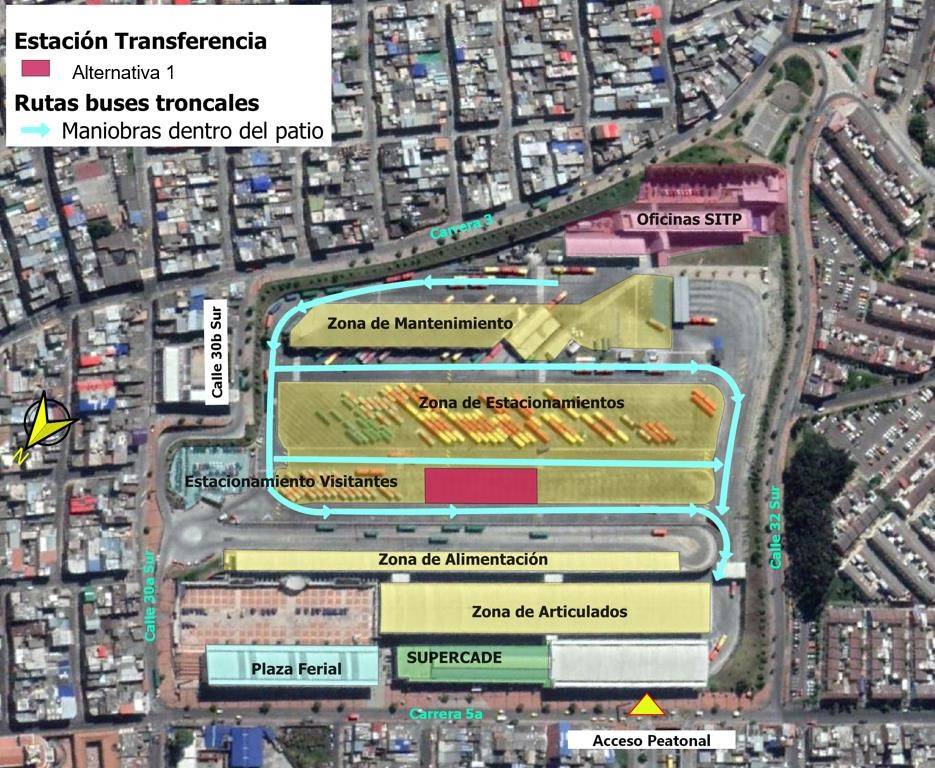 Estación Transferencia
Alternativa 1
Rutas buses troncales
Maniobras dentro del patio
Oficinas SITP
Carrera 3
Zona de Mantenimiento
Calle 30b Sur
Zona de Estacionamientos
N
Estacionamiento Visitantes
Calle 32 Sur
Zona de Alimentación
Calle 30a Sur
Zona de Articulados
SUPERCADE
Plaza Ferial
Carrera 5a
Acceso Peatonal